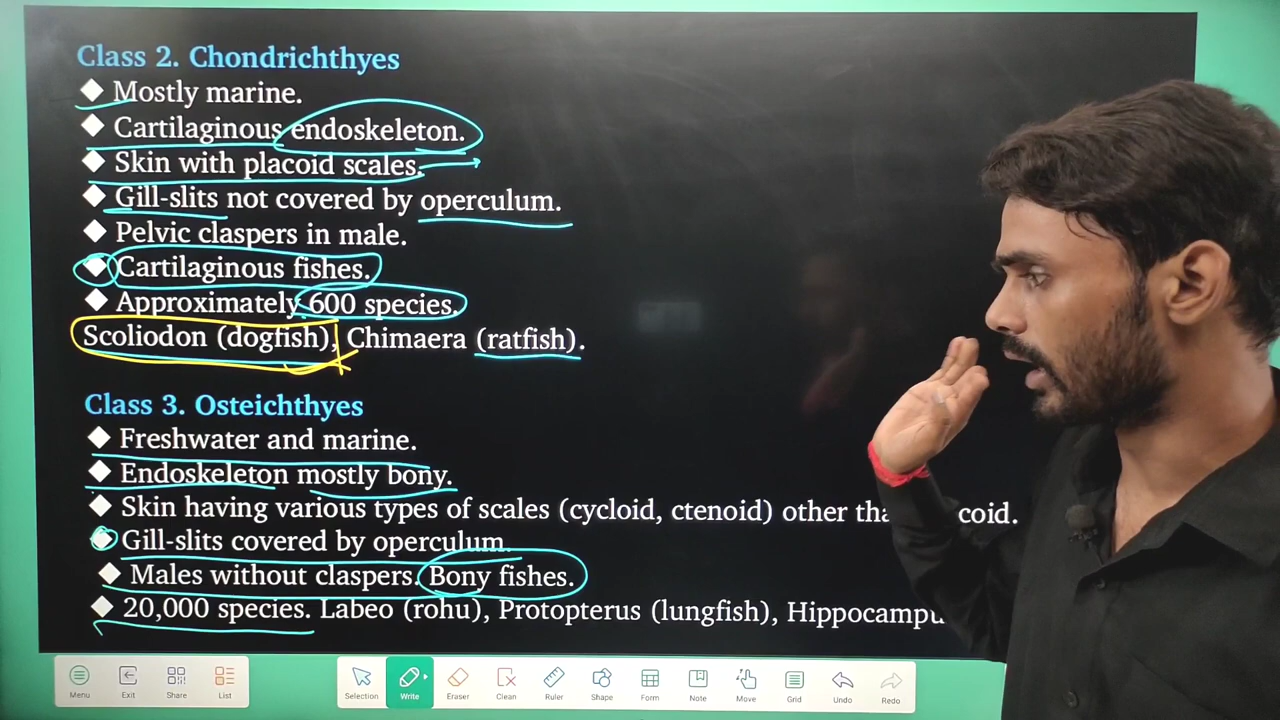 Class 2. Chondrichthyes
◆ Mostly marine.
◆ Cartilaginous endoskeleton.
◆ Skin with placoid scales.
◆ Gill-slits not covered by operculum.
◆ Pelvic claspers in male.
◆ Cartilaginous fishes.
◆ Approximately 600 species.
Scoliodon (dogfish), Chimaera (ratfish).
Class 3. Osteichthyes
◆ Freshwater and marine.
◆ Endoskeleton mostly bony.
◆ Skin having various types of scales (cycloid, ctenoid) other tha coid.
◆ Gill-slits covered by operculum.
◆ Males without claspers. Bony fishes.
◆ 20,000 species. Labeo (rohu), Protopterus (lungfish), Hippocampu
Menu Exit Share List Selection Write Eraser Clean Ruler Shape Form Note Move Grid Undo Redo